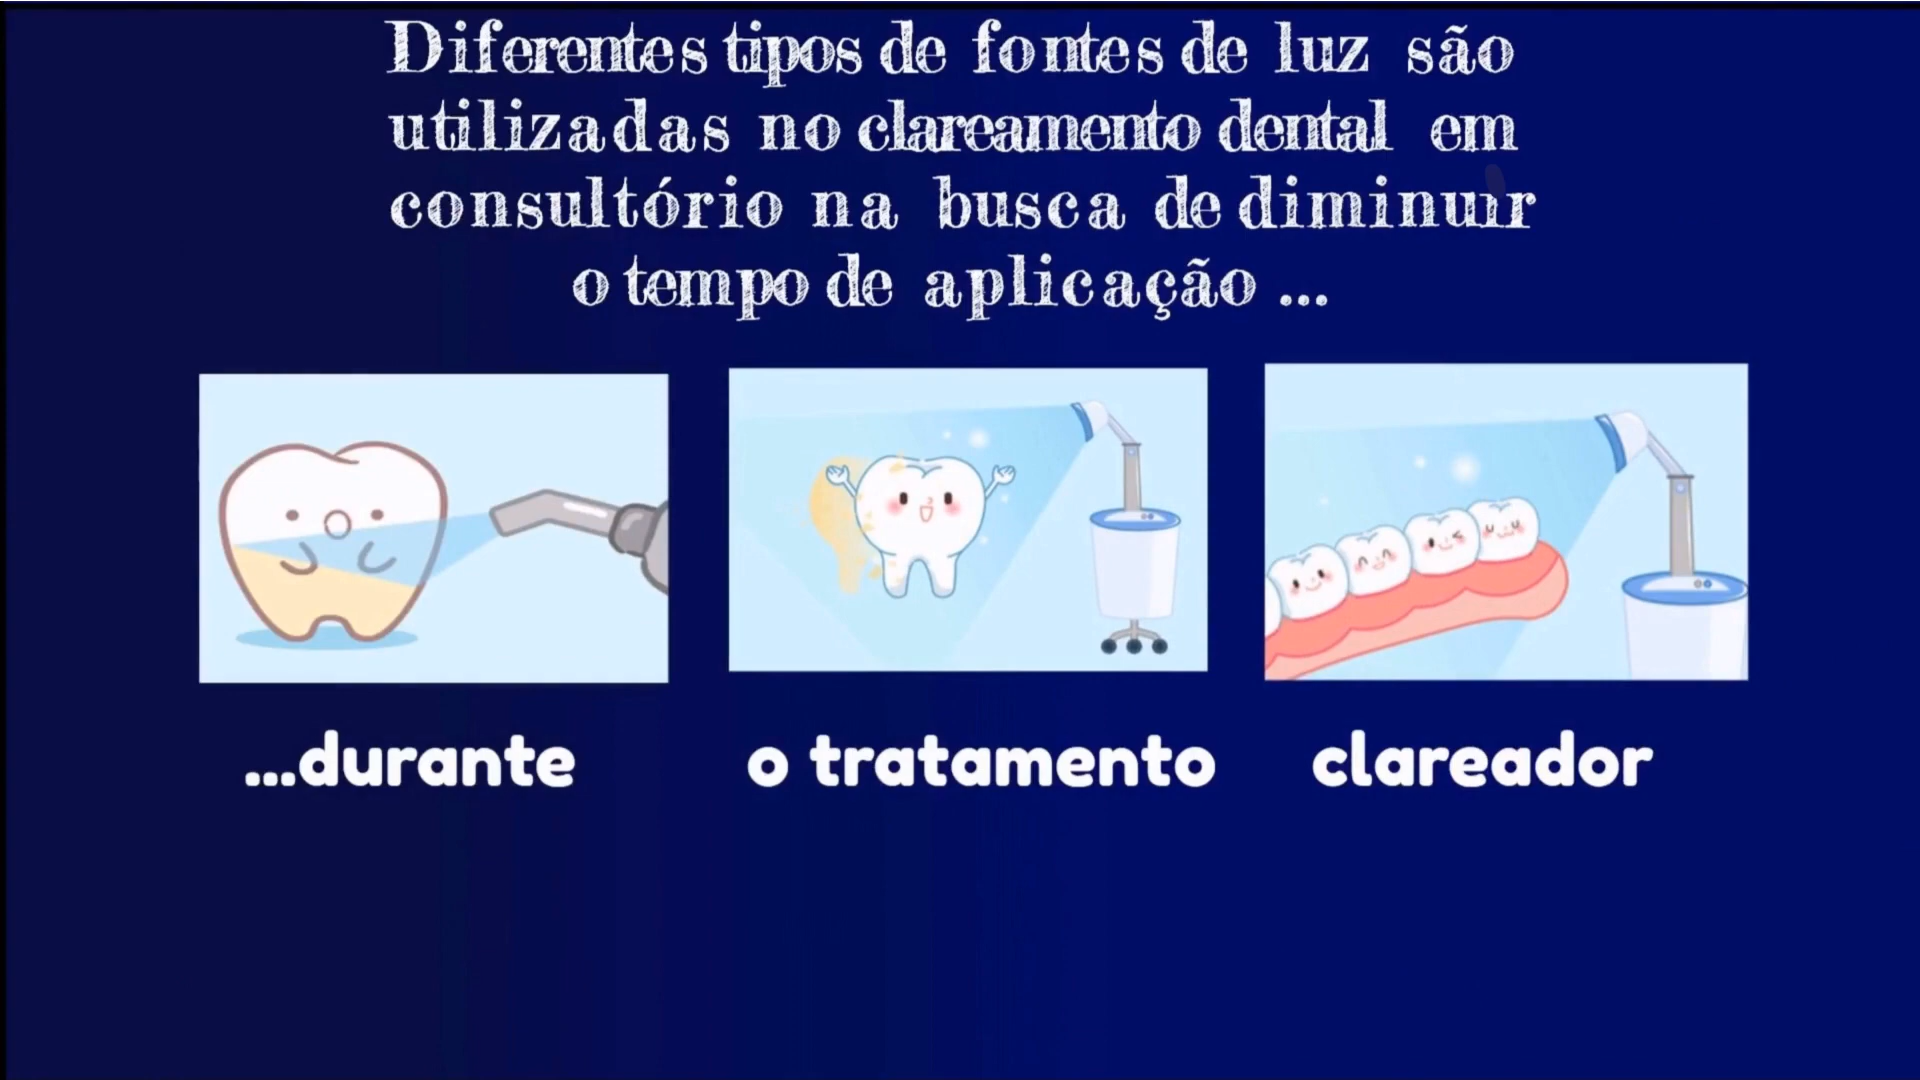 Diferentes tipos de fontes de luz são
utilizadas no clareamento dental em
consultório na busca de diminuir
o tempo de aplicação ...
...durante o tratamento clareador